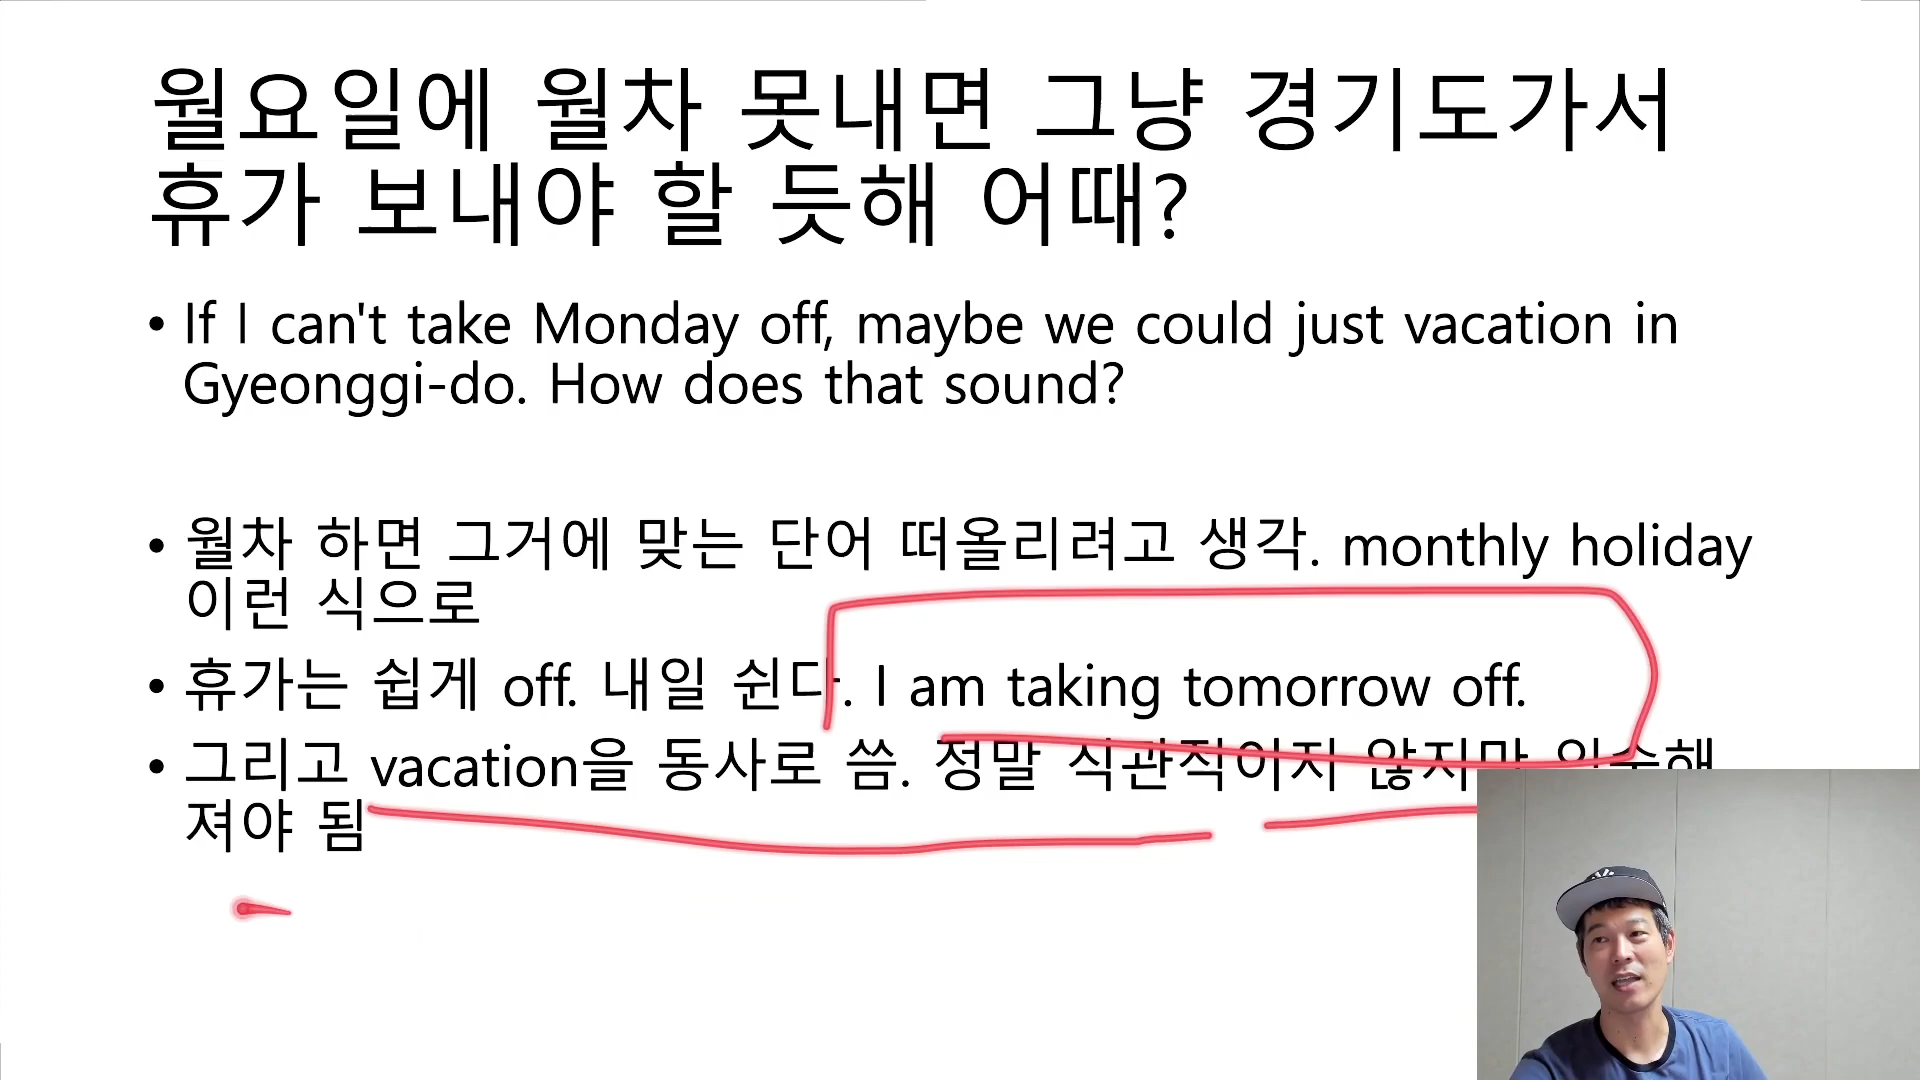 월요일에 월차 못내면 그냥 경기도가서
휴가 보내야 할 듯해 어때?
• If I can't take Monday off, maybe we could just vacation in
Gyeonggi-do. How does that sound?
• 월차 하면 그거에 맞는 단어 떠올리려고 생각. monthly holiday
이런 식으로
• 휴가는 쉽게 off. 내일 쉰다. I am taking tomorrow off.
• 그리고 vacation을 동사로 씀. 정말 직관적이지 않지만 익숙해
져야 됨